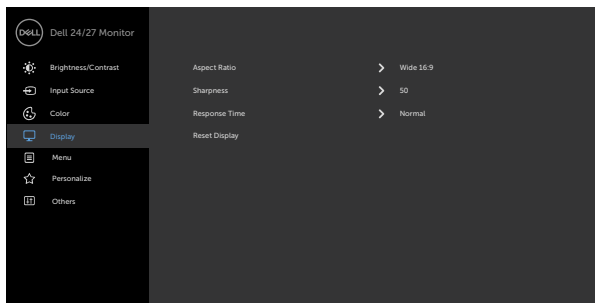 DELL Dell 24/27 Monitor
Brightness/Contrast Aspect Ratio Wide 16:9
Input Source Sharpness 50
Color Response Time Normal
Display Reset Display
Menu
Personalize
Others